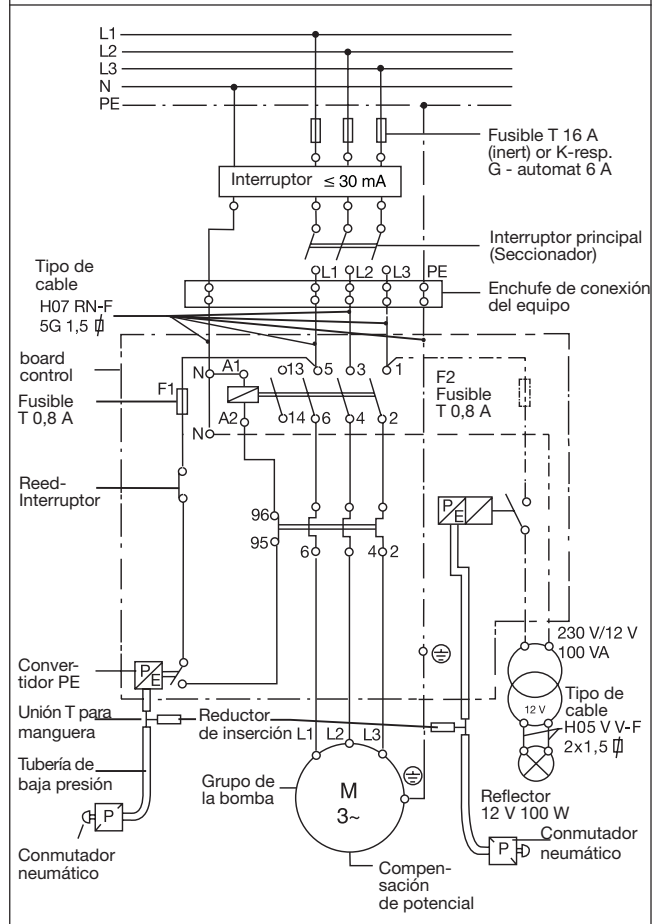 L1
L2
L3
N
PE
Fusible T 16 A
(inert) or K-resp.
G - automat 6 A
Interruptor ≤ 30 mA
Interruptor principal
(Seccionador)
L1 L2 L3 PE
Enchufe de conexión
del equipo
Tipo de
cable
H07 RN-F
5G 1,5 ⏍
board
control
F1
Fusible
T 0,8 A
N A1 13 5 3 1
F2
Fusible
T 0,8 A
A2 14 6 4 2
N
Reed-
Interruptor
96
95
6 4 2
P/E
230 V/12 V
100 VA
12 V
Conver-
tidor PE
P/E
Tipo de
cable
H05 V V-F
2x1,5 ⏍
Unión T para
manguera
Reductor
de inserción
L1 L2 L3
Tubería de
baja presión
Grupo de
la bomba
M
3~
Reflector
12 V 100 W
P
Conmutador
neumático
P
Conmutador
neumático
Compen-
sación
de potencial